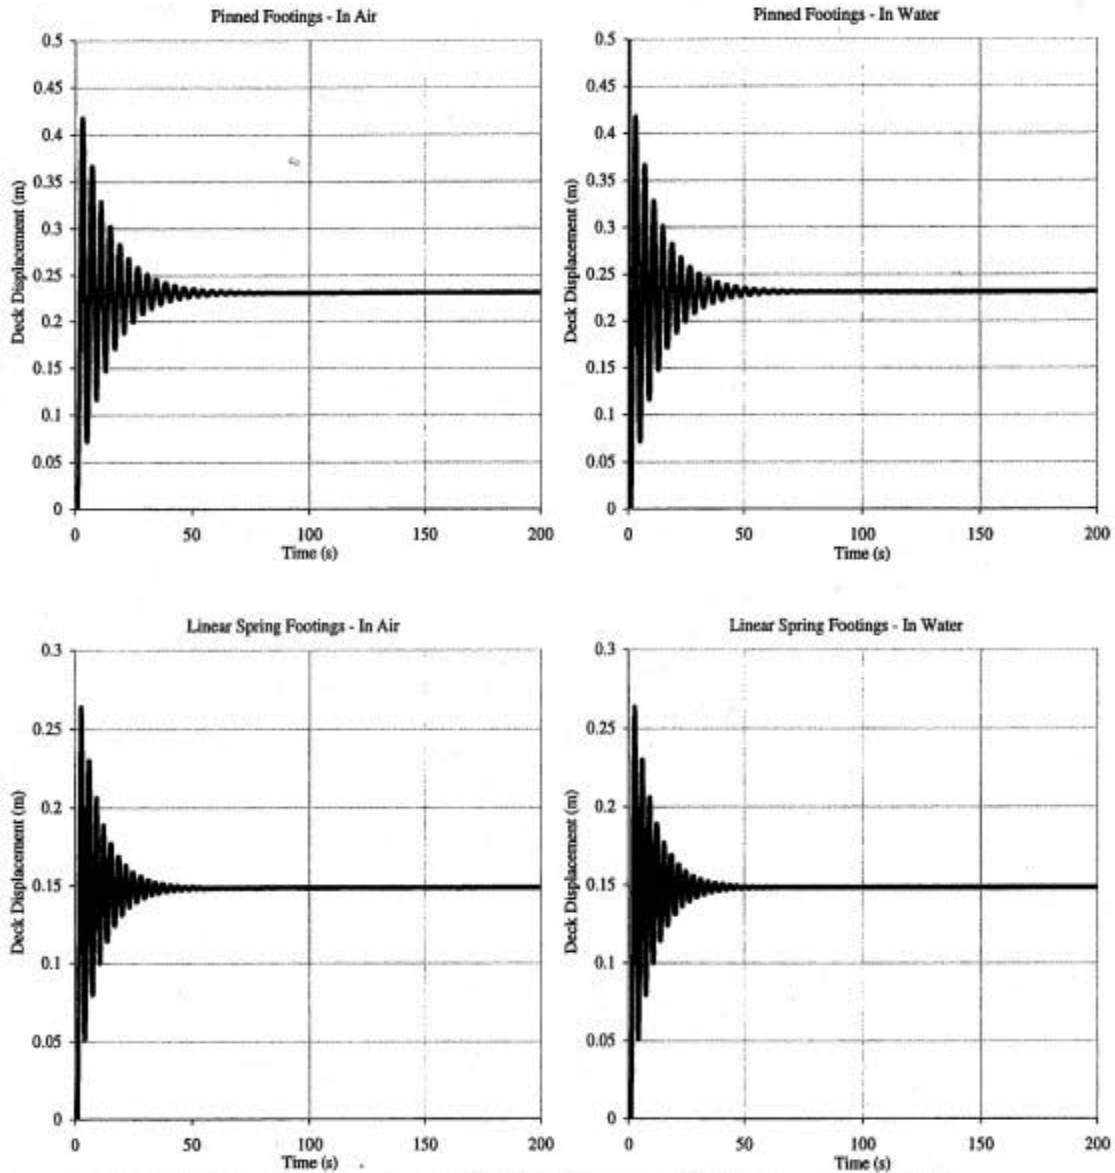 Pinned Footings - In Air
0.5
0.45
0.4
0.35
0.3
0.25
0.2
0.15
0.1
0.05
0
Deck Displacement (m)
0 50 100 150 200
Time (s)
Pinned Footings - In Water
0.5
0.45
0.4
0.35
0.3
0.25
0.2
0.15
0.1
0.05
0
Deck Displacement (m)
0 50 100 150 200
Time (s)
Linear Spring Footings - In Air
0.3
0.25
0.2
0.15
0.1
0.05
0
Deck Displacement (m)
0 50 100 150 200
Time (s)
Linear Spring Footings - In Water
0.3
0.25
0.2
0.15
0.1
0.05
0
Deck Displacement (m)
0 50 100 150 200
Time (s)